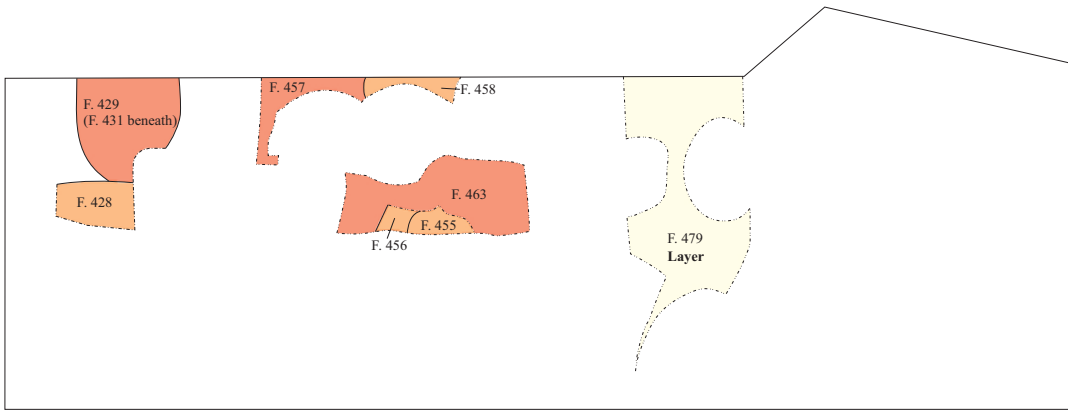 F. 429
(F. 431 beneath)
F. 457
F. 458
F. 428
F. 463
F. 455
F. 456
F. 479
Layer